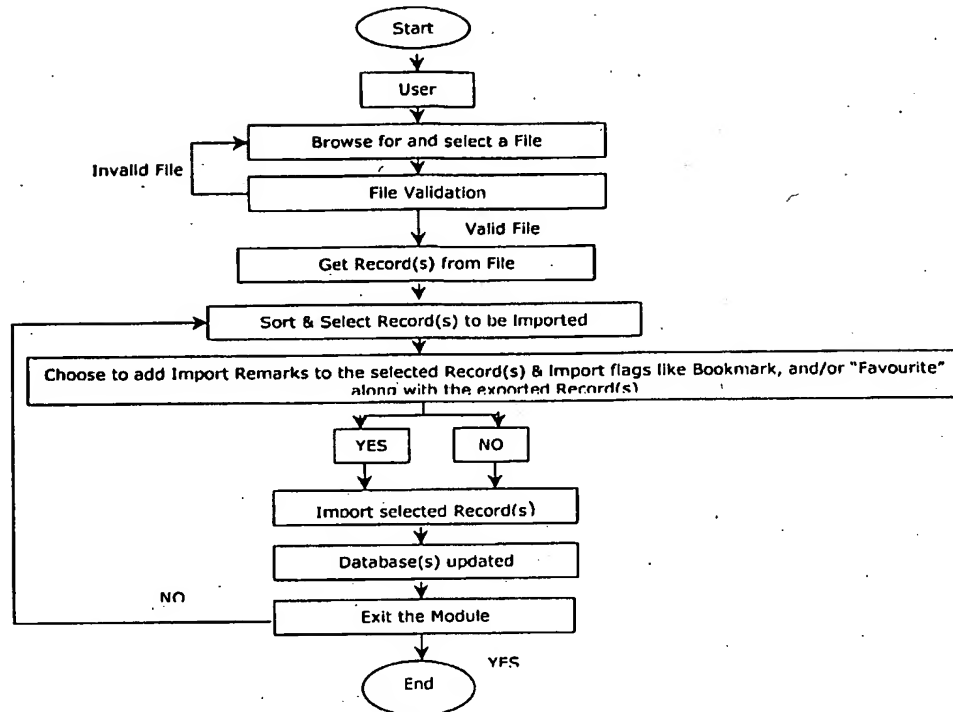 Start
User
Browse for and select a File
Invalid File
File Validation
Valid File
Get Record(s) from File
Sort & Select Record(s) to be Imported
Choose to add Import Remarks to the selected Record(s) & Import flags like Bookmark, and/or "Favourite"
along with the exported Record(s)
YES NO
Import selected Record(s)
Database(s) updated
NO
Exit the Module
YES
End